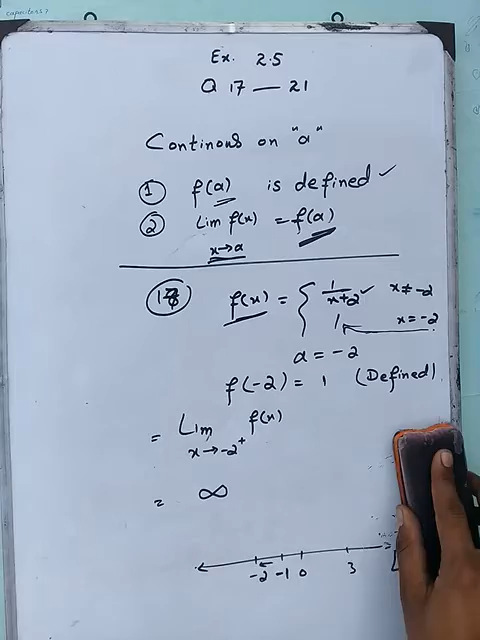 capacitors?
Ex. 2.5
Q 17 — 21
Continous on "a"
① f(a) is defined ✓
② Lim f(x) = f(a)
x→a
f(x) = { 1/x+2 ✓ x ≠ -2
1 x = -2
a = -2
f(-2) = 1 (Defined)
= Lim f(x)
x→-2⁺
= ∞
-2 -1 0 3